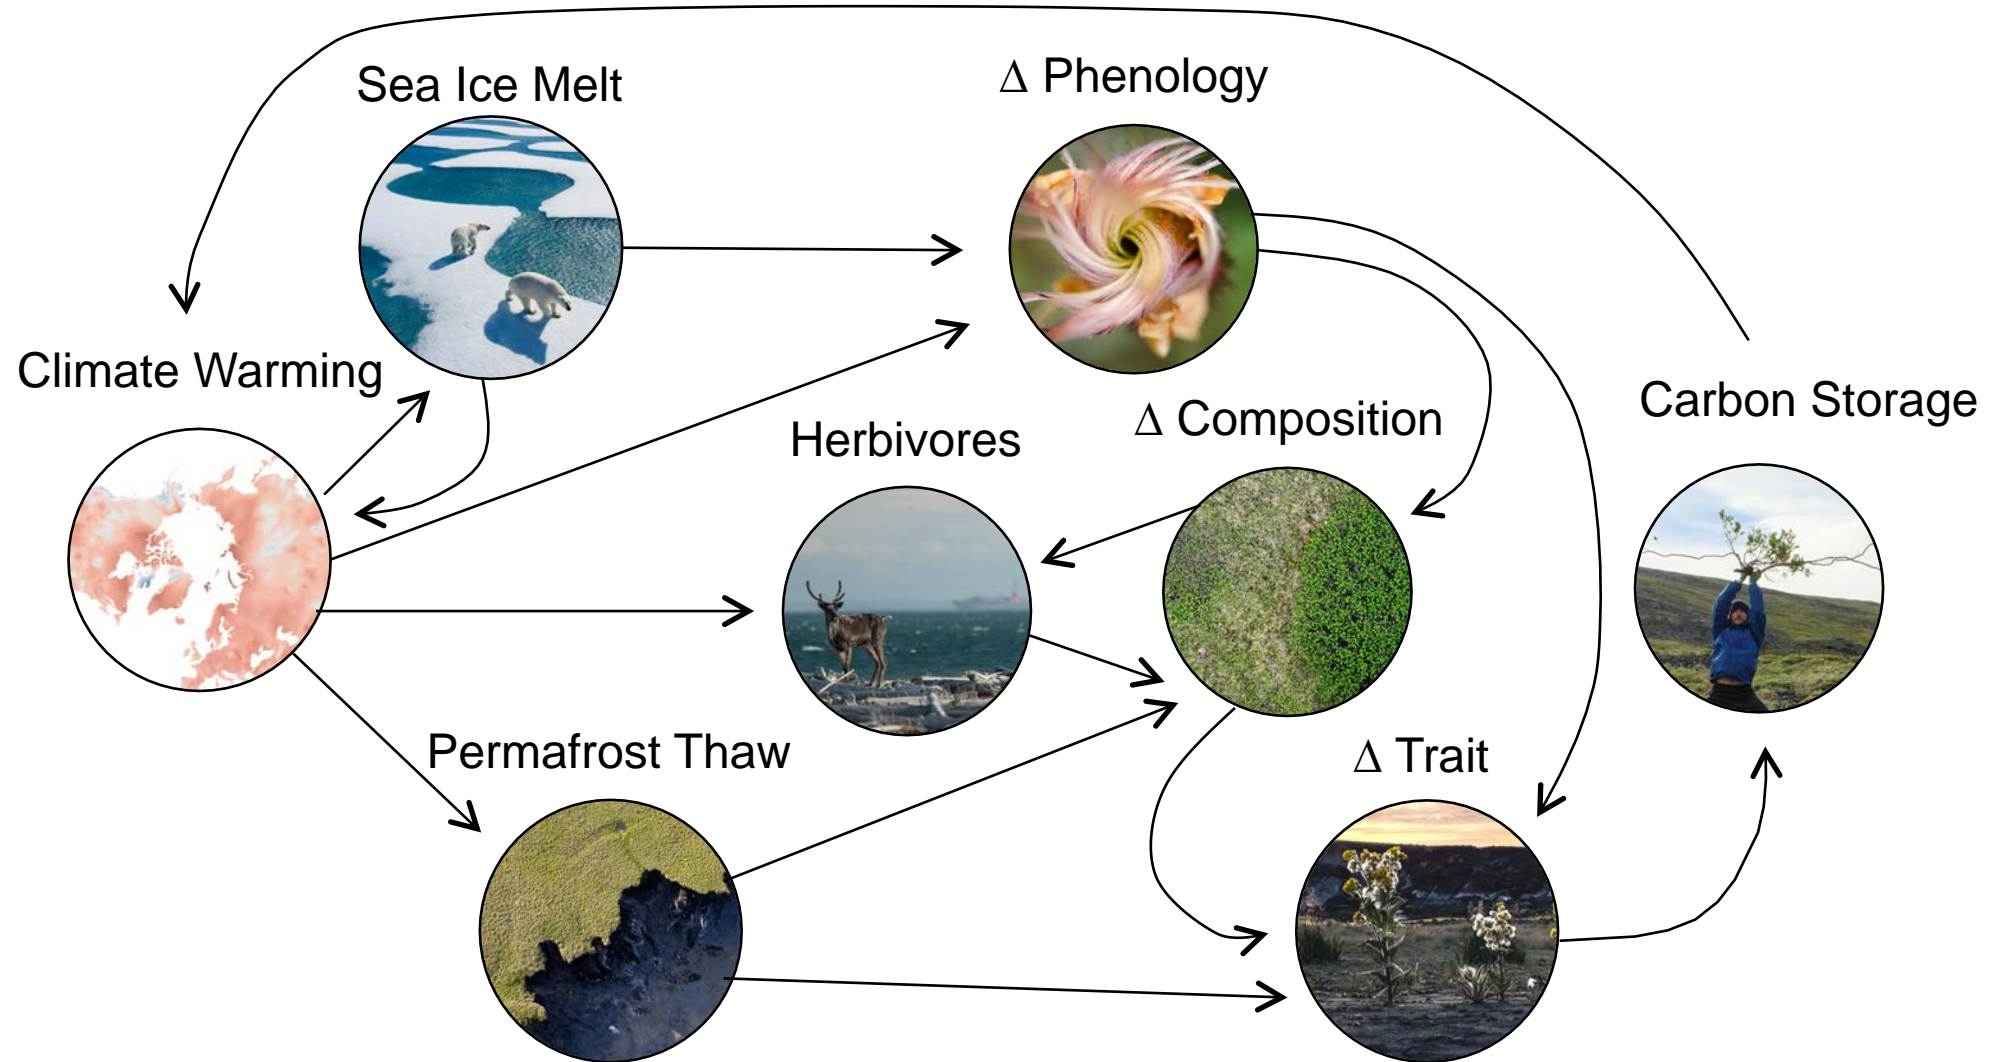 Sea Ice Melt
Δ Phenology
Climate Warming
Herbivores
Δ Composition
Carbon Storage
Permafrost Thaw
Δ Trait